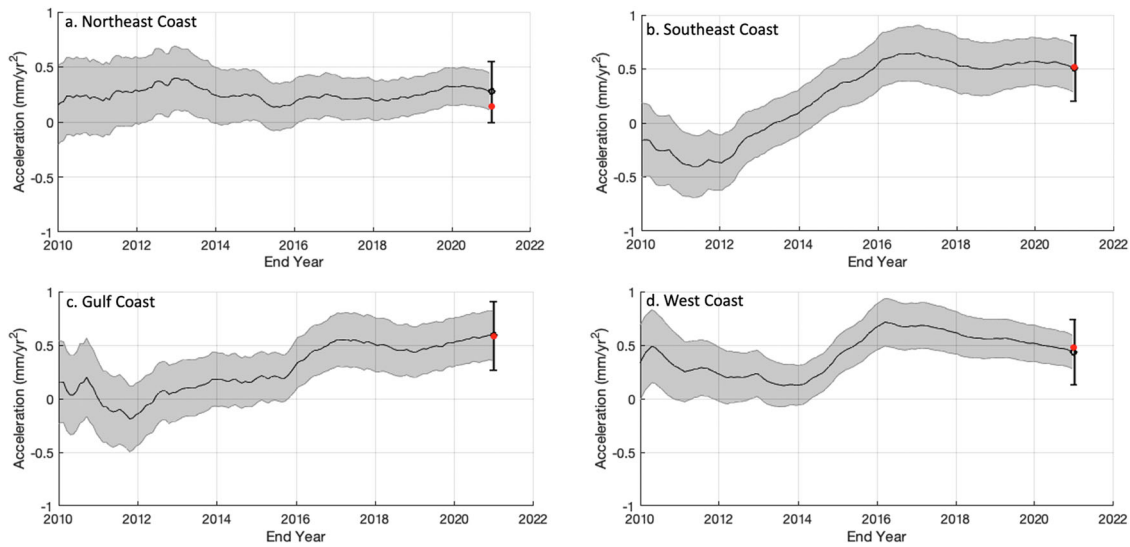 a. Northeast Coast
1
0.5
0
-0.5
-1
Acceleration (mm/yr²)
2010 2012 2014 2016 2018 2020 2022
End Year
b. Southeast Coast
1
0.5
0
-0.5
-1
Acceleration (mm/yr²)
2010 2012 2014 2016 2018 2020 2022
End Year
c. Gulf Coast
1
0.5
0
-0.5
-1
Acceleration (mm/yr²)
2010 2012 2014 2016 2018 2020 2022
End Year
d. West Coast
1
0.5
0
-0.5
-1
Acceleration (mm/yr²)
2010 2012 2014 2016 2018 2020 2022
End Year